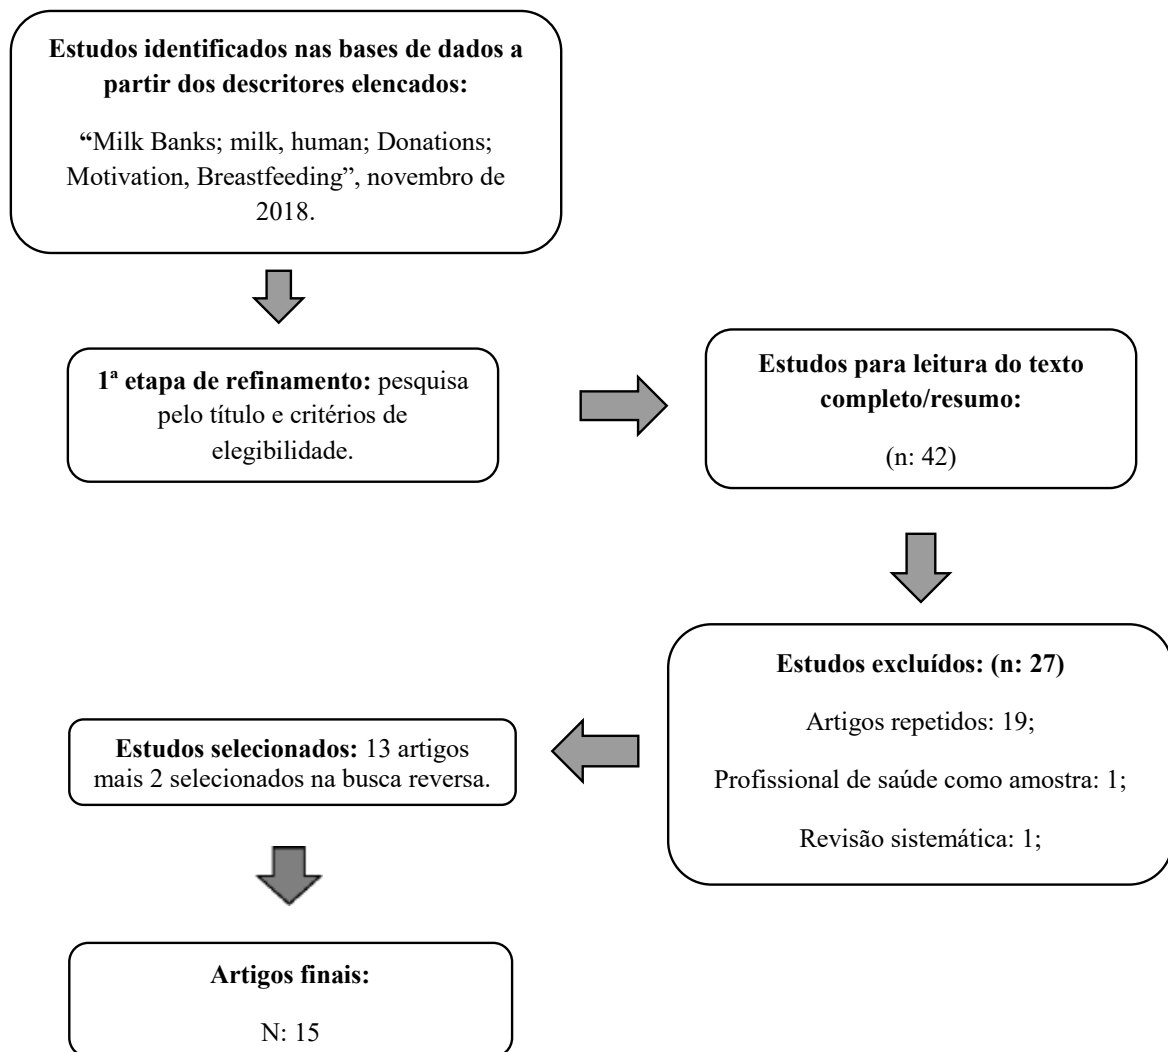 Estudos identificados nas bases de dados a
partir dos descritores elencados:
“Milk Banks; milk, human; Donations;
Motivation, Breastfeeding”, novembro de
2018.
1ª etapa de refinamento: pesquisa
pelo título e critérios de
elegibilidade.
Estudos para leitura do texto
completo/resumo:
(n: 42)
Estudos excluídos: (n: 27)
Artigos repetidos: 19;
Profissional de saúde como amostra: 1;
Revisão sistemática: 1;
Estudos selecionados: 13 artigos
mais 2 selecionados na busca reversa.
Artigos finais:
N: 15